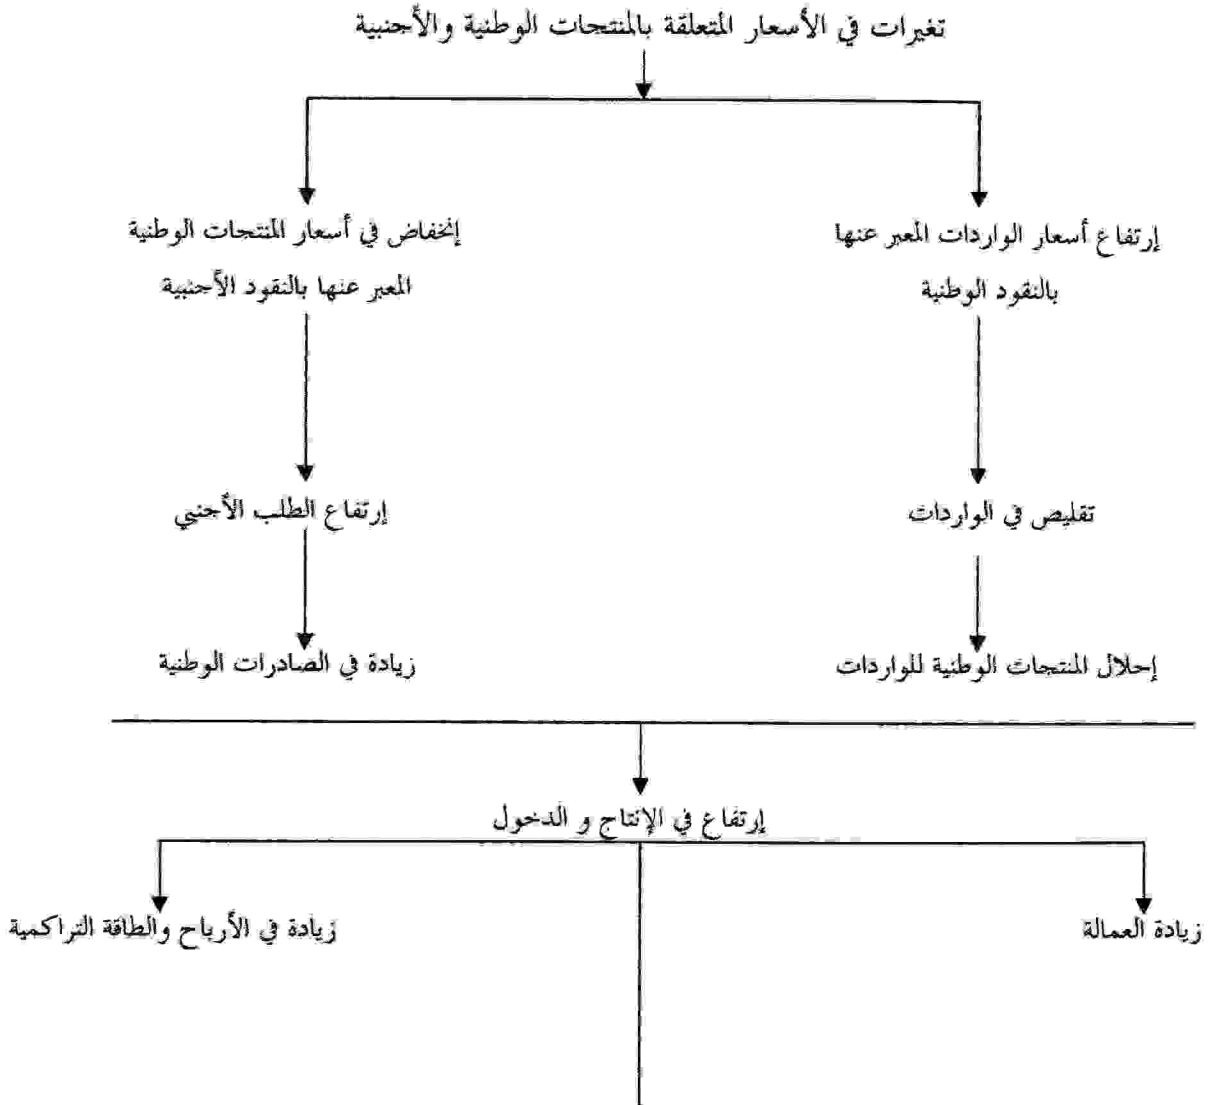 تغيرات في الأسعار المتعلقة بالمنتجات الوطنية والأجنبية
إرتفاع أسعار الواردات المعبر عنها
بالنقود الوطنية
إنخفاض في أسعار المنتجات الوطنية
المعبر عنها بالنقود الأجنبية
تقليص في الواردات
إرتفاع الطلب الأجنبي
إحلال المنتجات الوطنية للواردات
زيادة في الصادرات الوطنية
إرتفاع في الإنتاج و الدخول
زيادة العمالة
زيادة في الأرباح والطاقة التراكمية